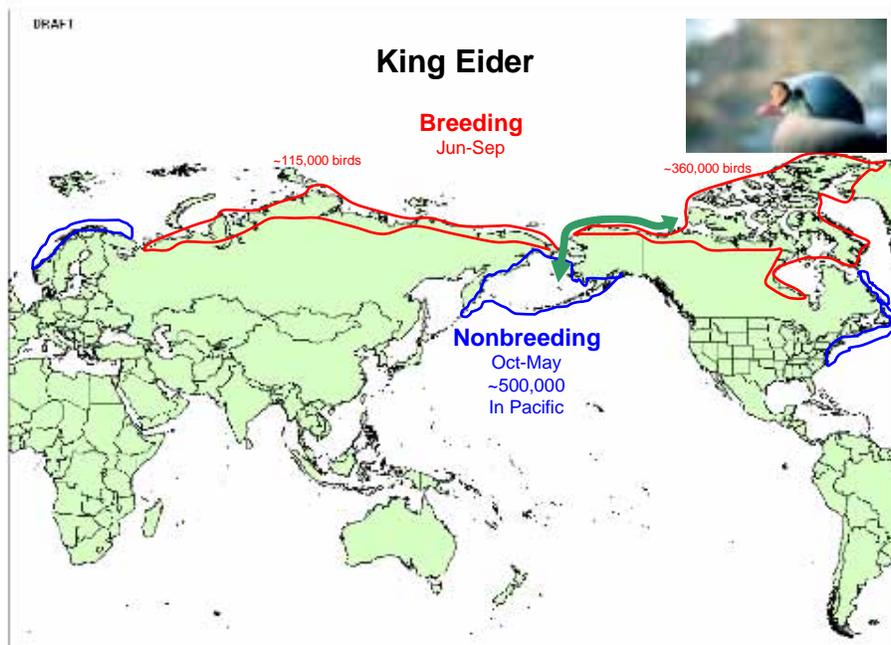 DRAFT
King Eider
Breeding
Jun-Sep
~115,000 birds
~360,000 birds
Nonbreeding
Oct-May
~500,000
In Pacific